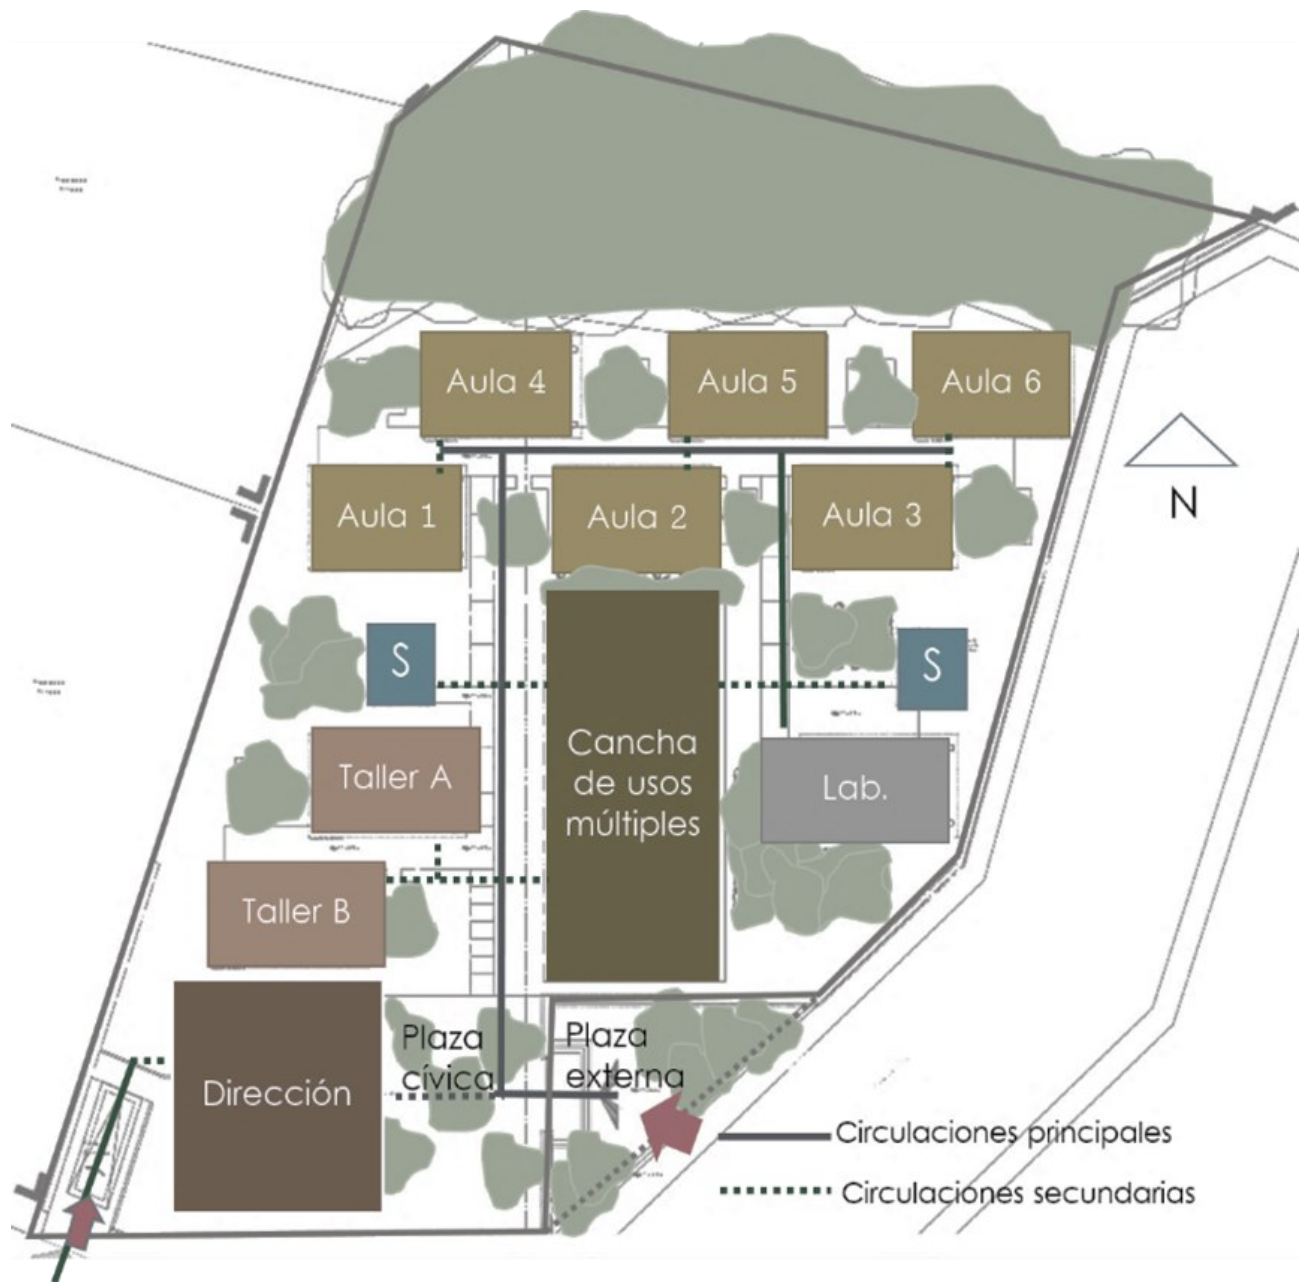 Aula 4
Aula 5
Aula 6
N
Aula 1
Aula 2
Aula 3
S
S
Cancha
de usos
múltiples
Taller A
Lab.
Taller B
Plaza
cívica
Plaza
externa
Dirección
Circulaciones principales
Circulaciones secundarias